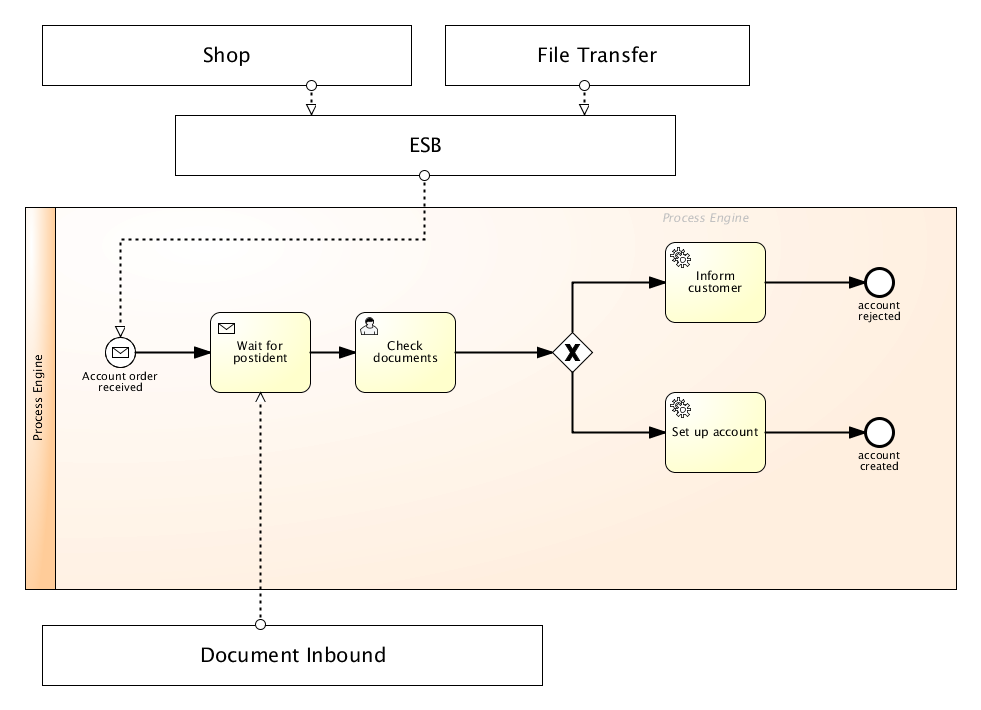 Shop
File Transfer
ESB
Process Engine
Process Engine
Inform
customer
account
rejected
Account order
received
Wait for
postident
Check
documents
Set up account
account
created
Document Inbound